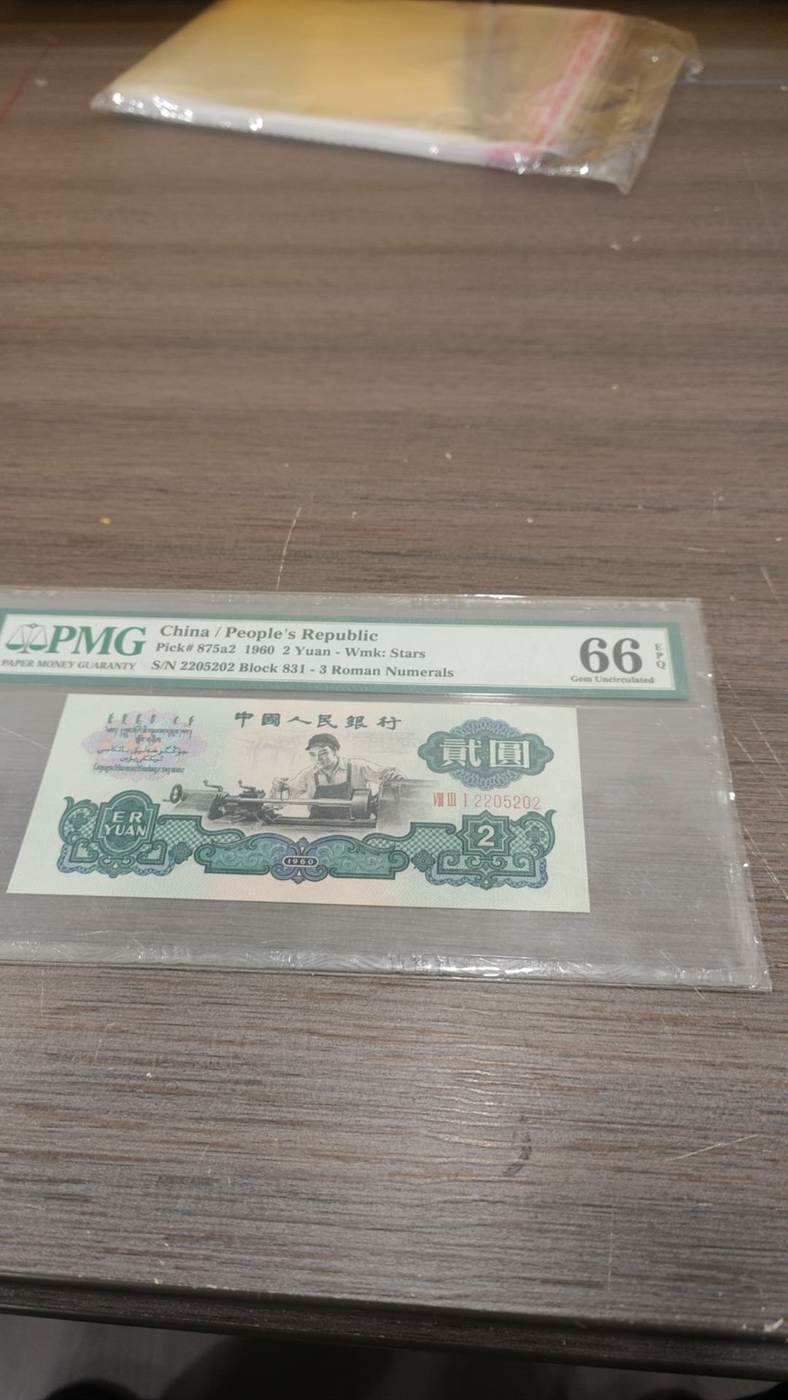 PMG
PAPER MONEY GUARANTY
China / People's Republic
Pick# 875a2 1960 2 Yuan - Wmk: Stars
S/N 2205202 Block 831 - 3 Roman Numerals
66 EPQ
Gem Uncirculated
中國人民銀行
貳圓
VIII III I 2205202
ER
YUAN
1960
2